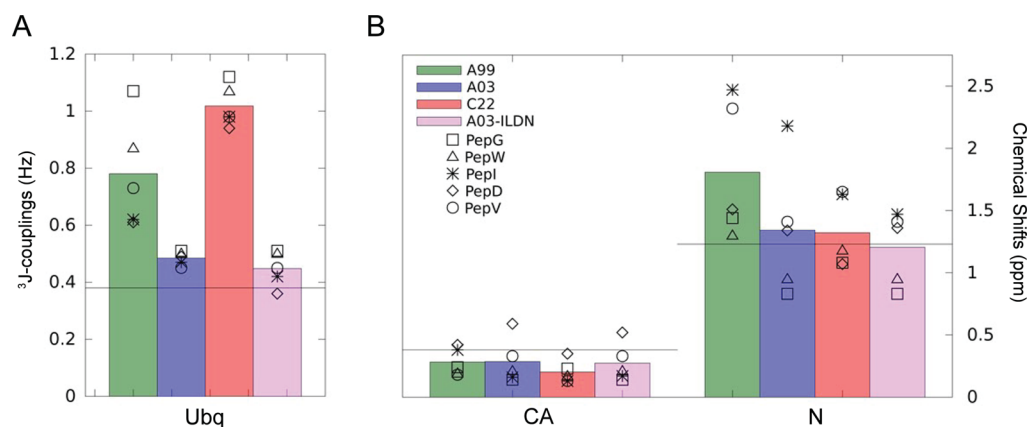 A
B
³J-couplings (Hz)
1.2
1
0.8
0.6
0.4
0.2
0
Ubq
A99
A03
C22
A03-ILDN
PepG
PepW
PepI
PepD
PepV
CA
N
2.5
2
1.5
1
0.5
0
Chemical Shifts (ppm)